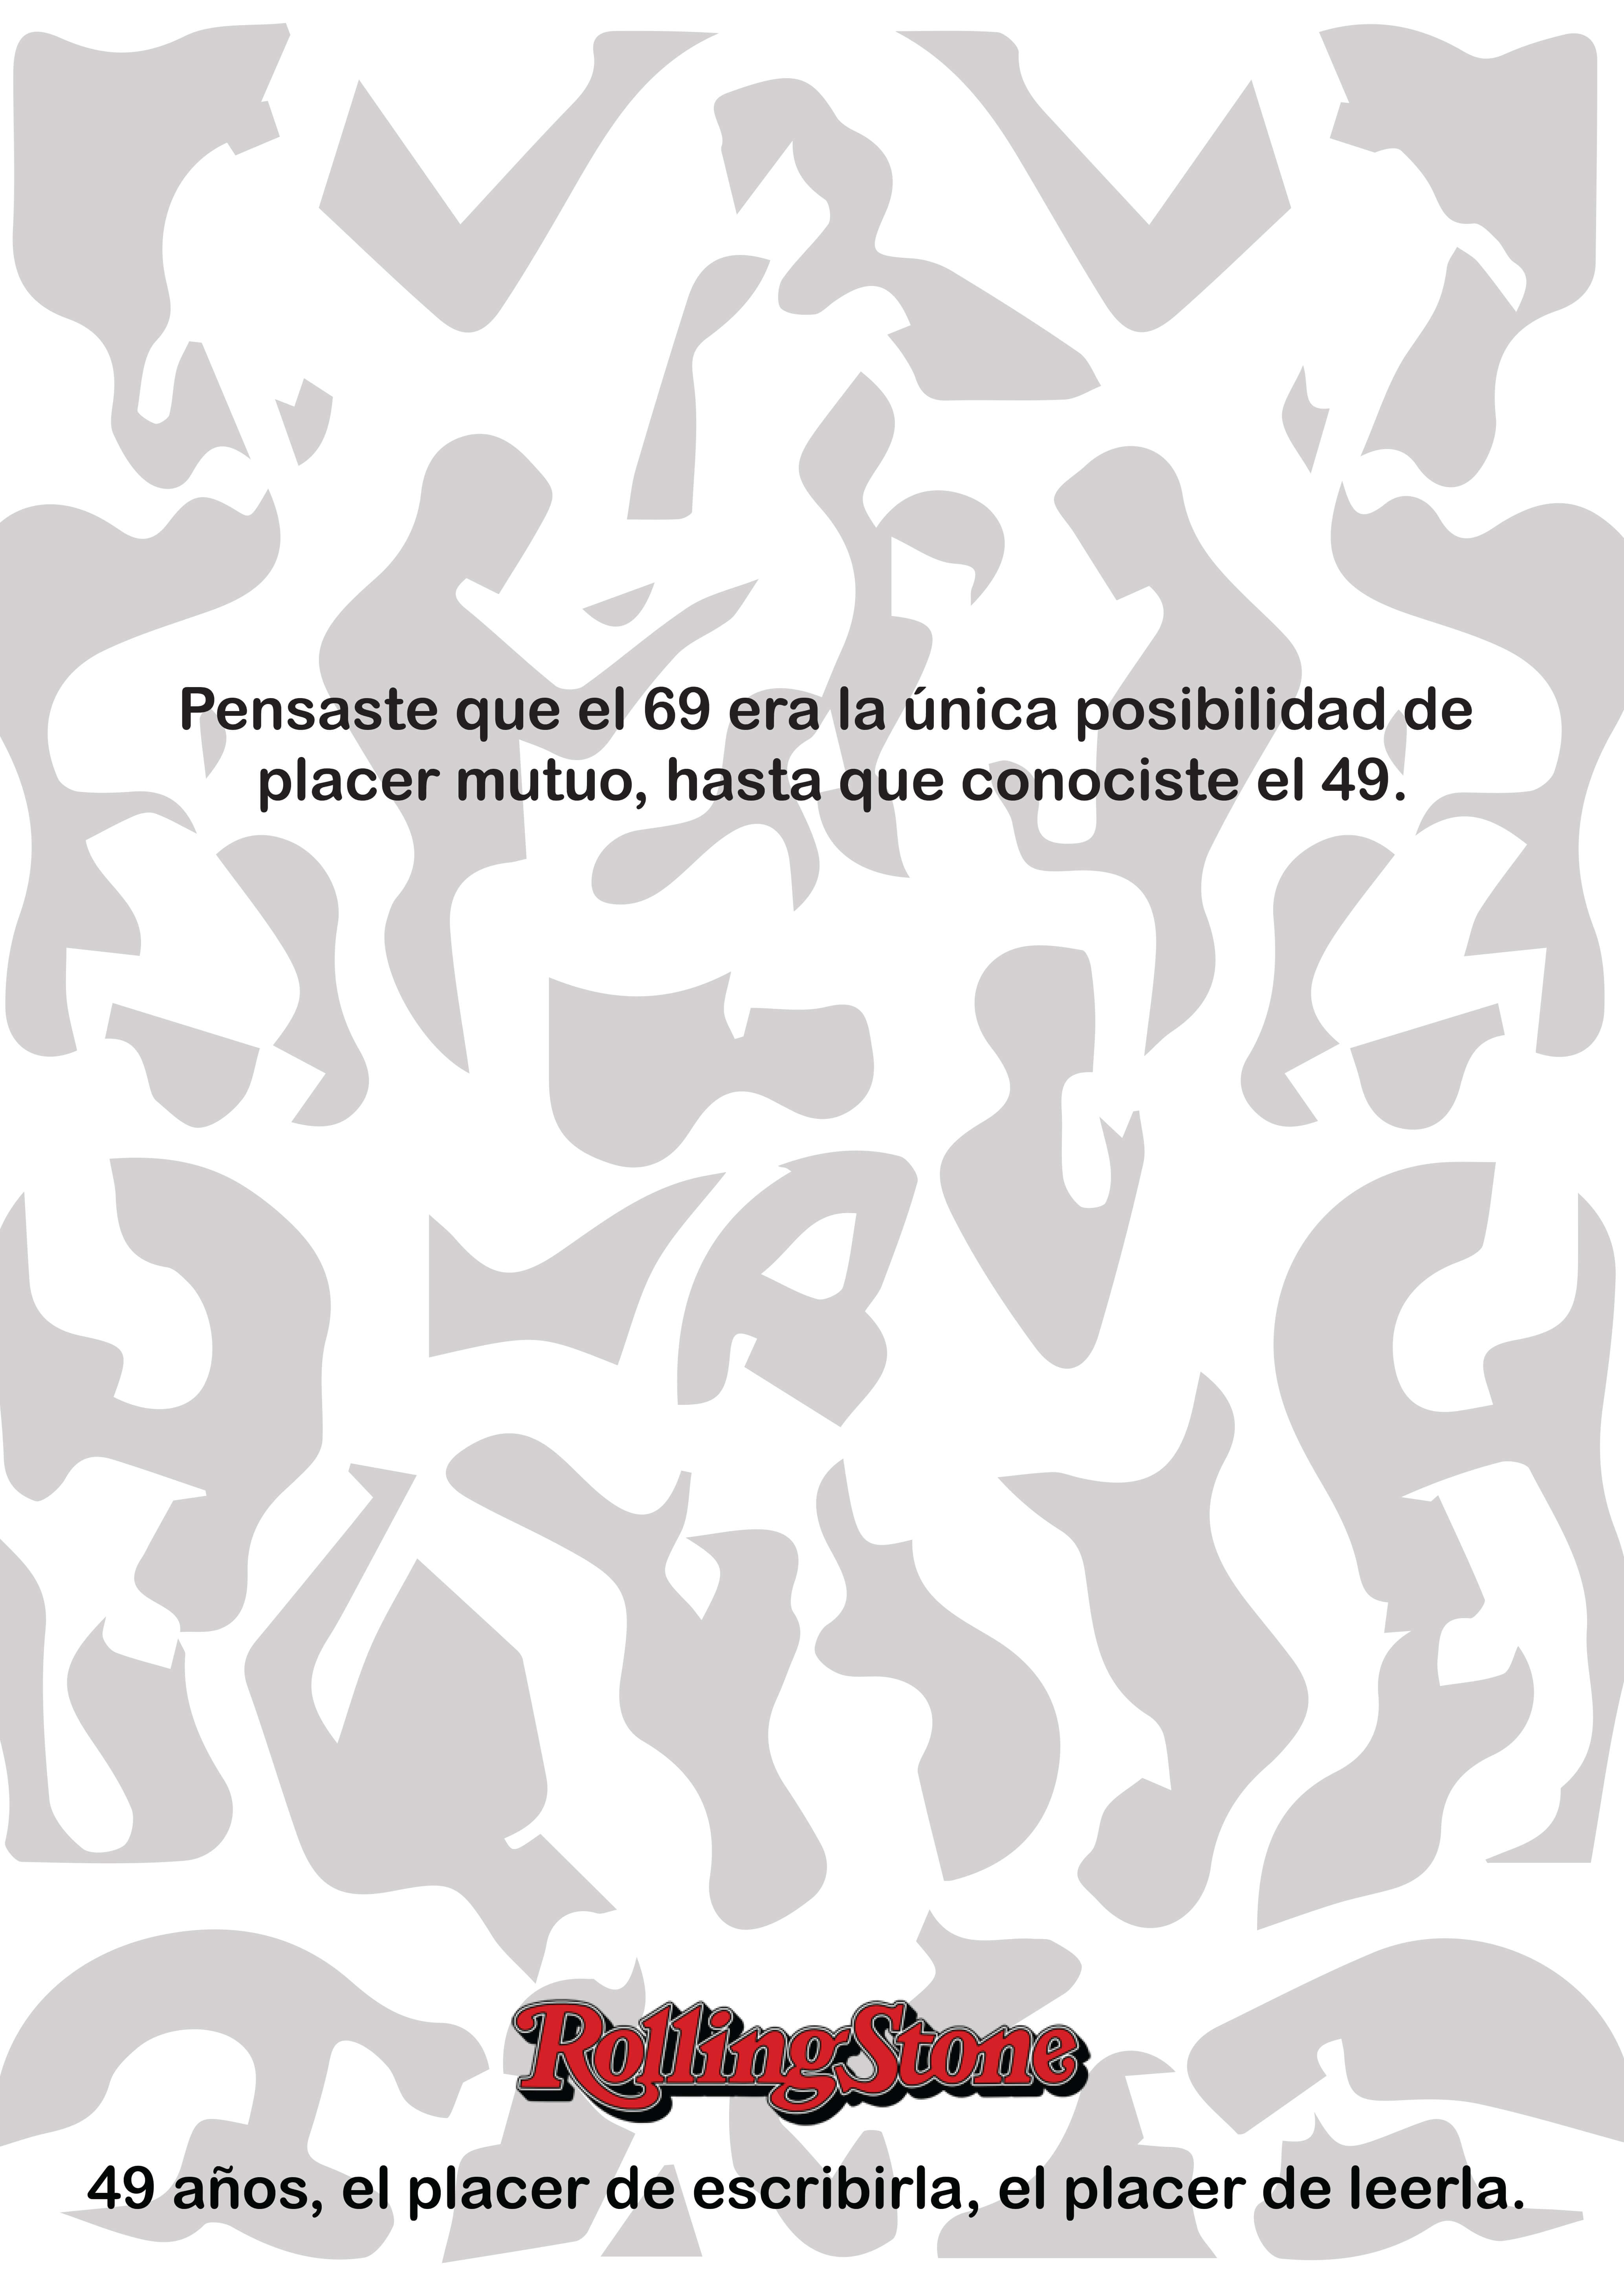 Pensaste que el 69 era la única posibilidad de
placer mutuo, hasta que conociste el 49.
RollingStone
49 años, el placer de escribirla, el placer de leerla.